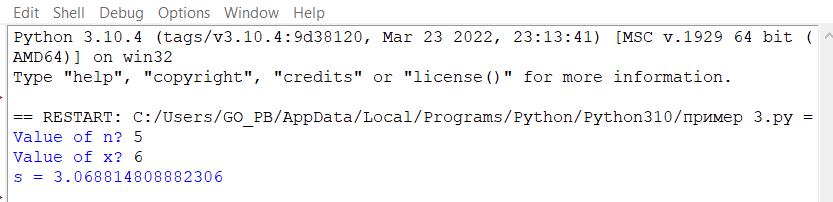 Edit Shell Debug Options Window Help
Python 3.10.4 (tags/v3.10.4:9d38120, Mar 23 2022, 23:13:41) [MSC v.1929 64 bit (
AMD64)] on win32
Type "help", "copyright", "credits" or "license()" for more information.
== RESTART: C:/Users/GO_PB/AppData/Local/Programs/Python/Python310/пример 3.py =
Value of n? 5
Value of x? 6
s = 3.068814808882306